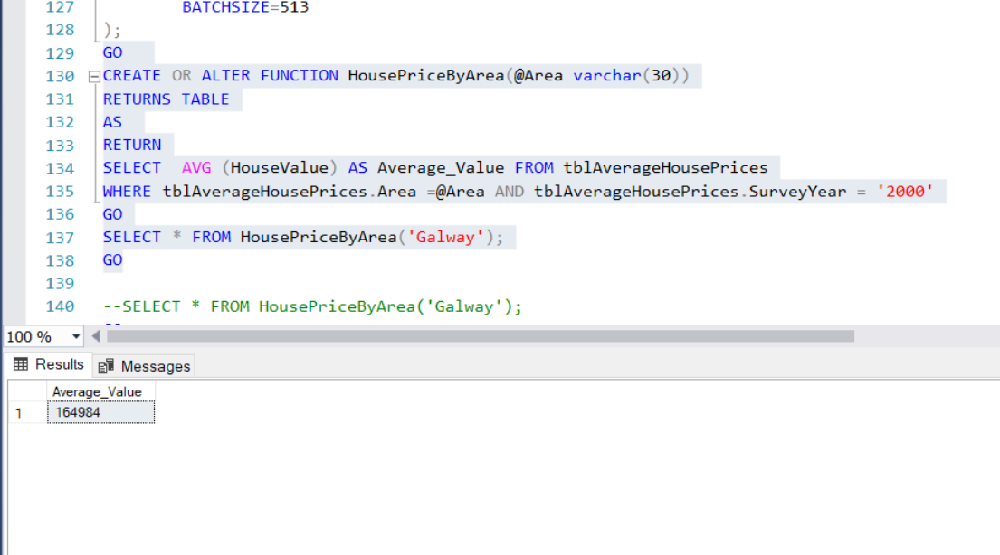 127 BATCHSIZE=513
128 );
129 GO
130 CREATE OR ALTER FUNCTION HousePriceByArea(@Area varchar(30))
131 RETURNS TABLE
132 AS
133 RETURN
134 SELECT  AVG (HouseValue) AS Average_Value FROM tblAverageHousePrices
135 WHERE tblAverageHousePrices.Area =@Area AND tblAverageHousePrices.SurveyYear = '2000'
136 GO
137 SELECT * FROM HousePriceByArea('Galway');
138 GO
139
140 --SELECT * FROM HousePriceByArea('Galway');
100 %
Results Messages
Average_Value
1 164984